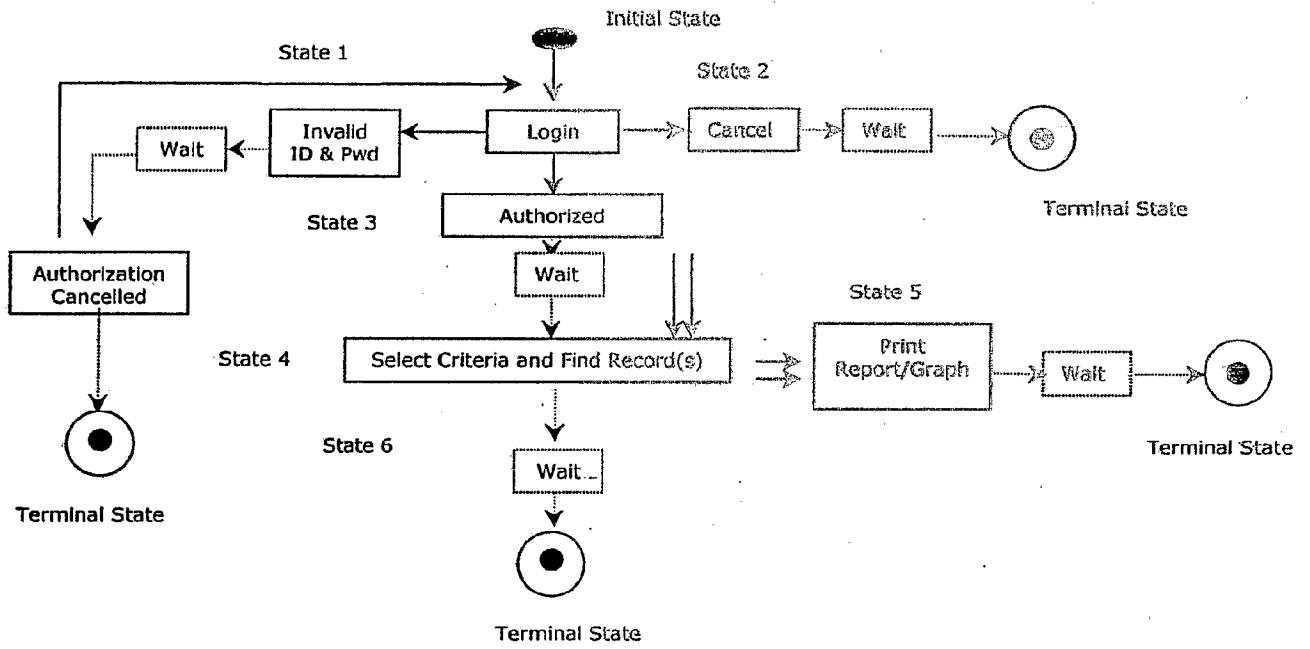 Initial State
State 1
State 2
Invalid
ID & Pwd
Login
Cancel
Wait
Wait
State 3
Authorized
Terminal State
Authorization
Cancelled
Wait
State 5
State 4
Select Criteria and Find Record(s)
Print
Report/Graph
Wait
State 6
Wait
Terminal State
Terminal State
Terminal State